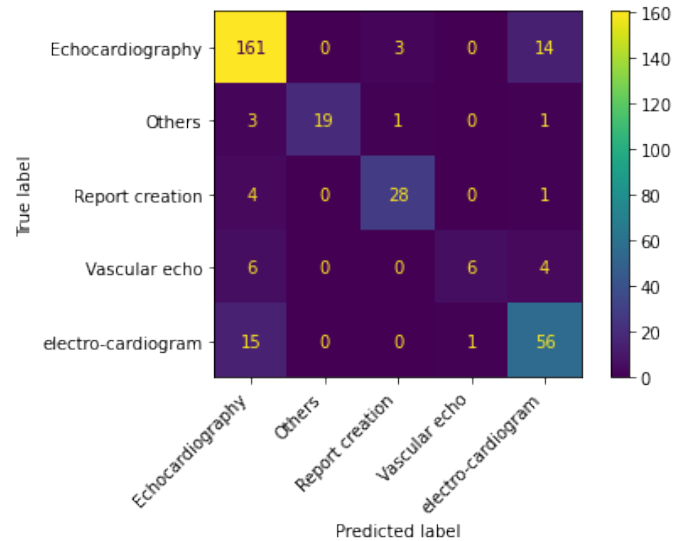 Echocardiography 161 0 3 0 14
Others 3 19 1 0 1
Report creation 4 0 28 0 1
Vascular echo 6 0 0 6 4
electro-cardiogram 15 0 0 1 56
True label
Echocardiography
Others
Report creation
Vascular echo
electro-cardiogram
Predicted label
160
140
120
100
80
60
40
20
0